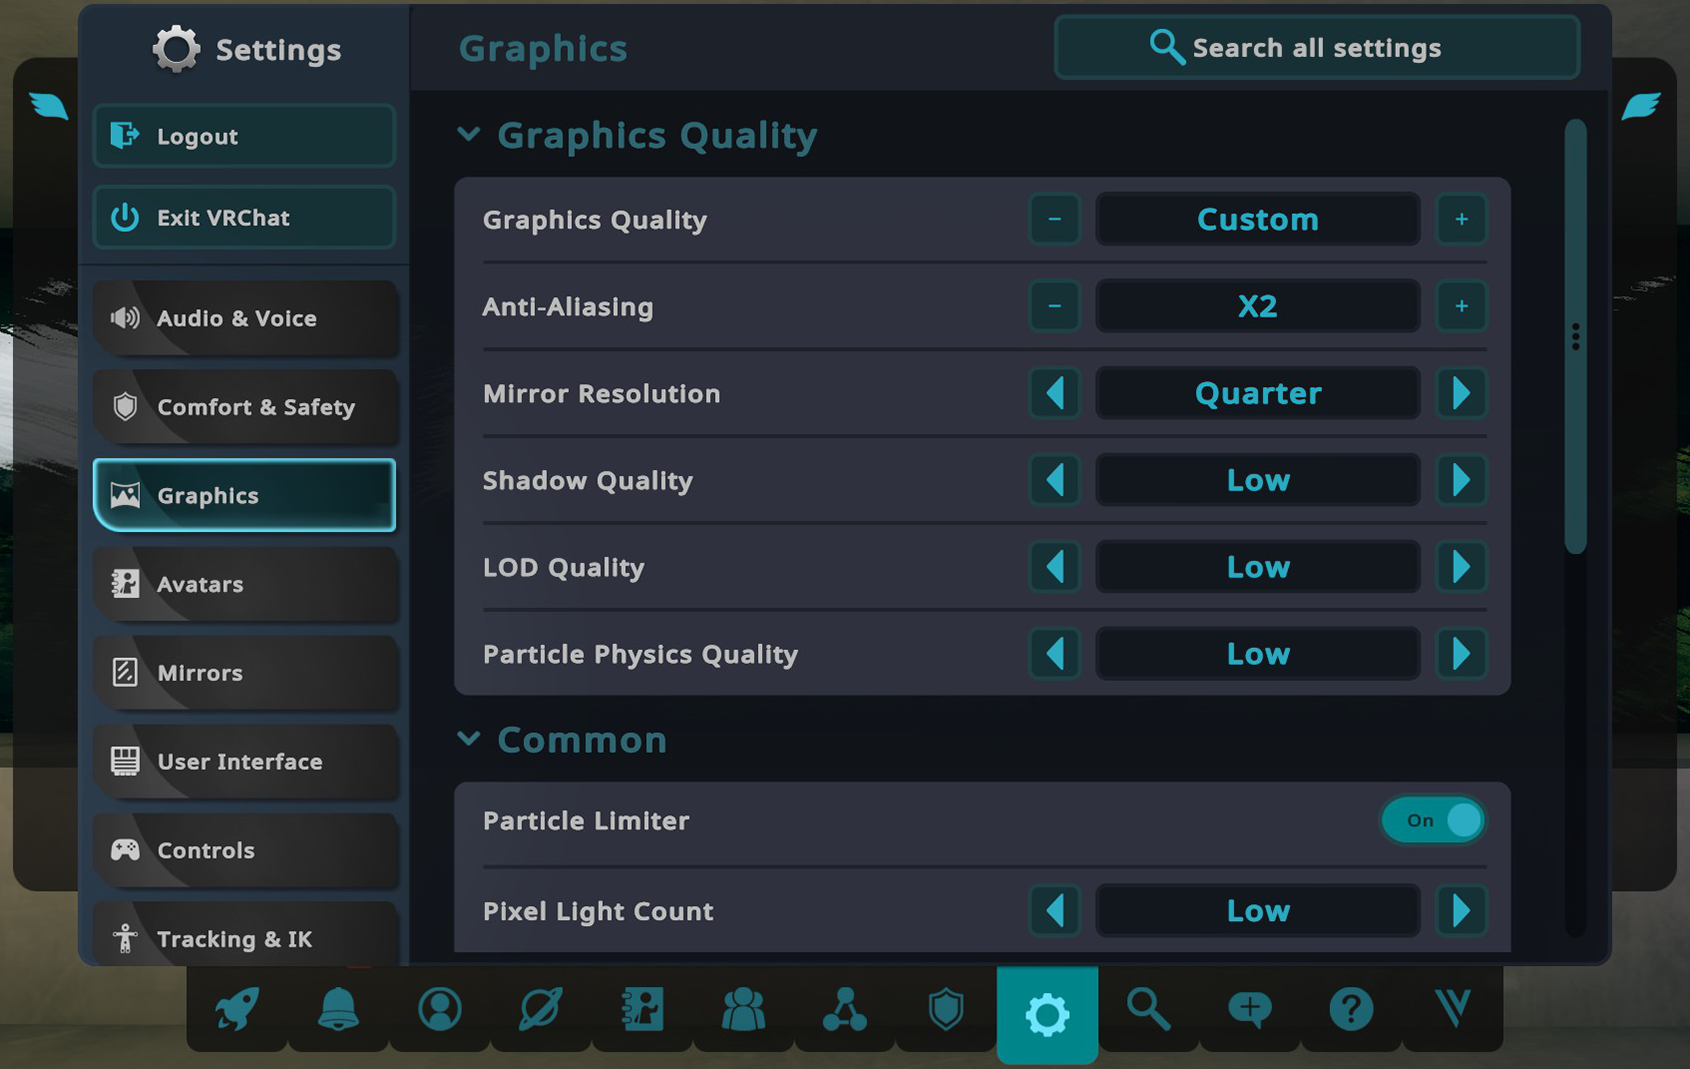 Settings
Logout
Exit VRChat
Audio & Voice
Comfort & Safety
Graphics
Avatars
Mirrors
User Interface
Controls
Tracking & IK
Graphics
Search all settings
Graphics Quality
Graphics Quality - Custom +
Anti-Aliasing - X2 +
Mirror Resolution Quarter
Shadow Quality Low
LOD Quality Low
Particle Physics Quality Low
Common
Particle Limiter On
Pixel Light Count Low